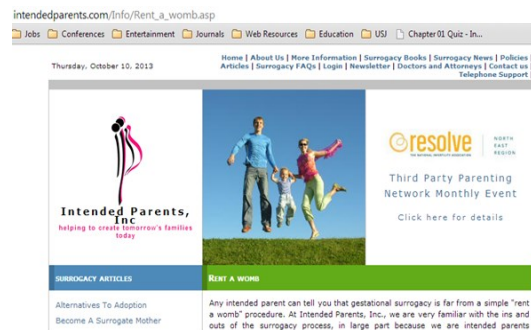 intendedparents.com/Info/Rent_a_womb.asp
Jobs Conferences Entertainment Journals Web Resources Education USJ Chapter 01 Quiz - In...
Thursday, October 10, 2013
Home | About Us | More Information | Surrogacy Books | Surrogacy News | Policies |
Articles | Surrogacy FAQs | Login | Newsletter | Doctors and Attorneys | Contact us
Telephone Support
Intended Parents,
Inc
helping to create tomorrow's families
today
resolve
THE NATIONAL INFERTILITY ASSOCIATION
NORTH
EAST
REGION
Third Party Parenting
Network Monthly Event
Click here for details
SURROGACY ARTICLES
Alternatives To Adoption
Become A Surrogate Mother
RENT A WOMB
Any intended parent can tell you that gestational surrogacy is far from a simple "rent
a womb" procedure. At Intended Parents, Inc., we are very familiar with the ins and
outs of the surrogacy process, in large part because we are intended parents